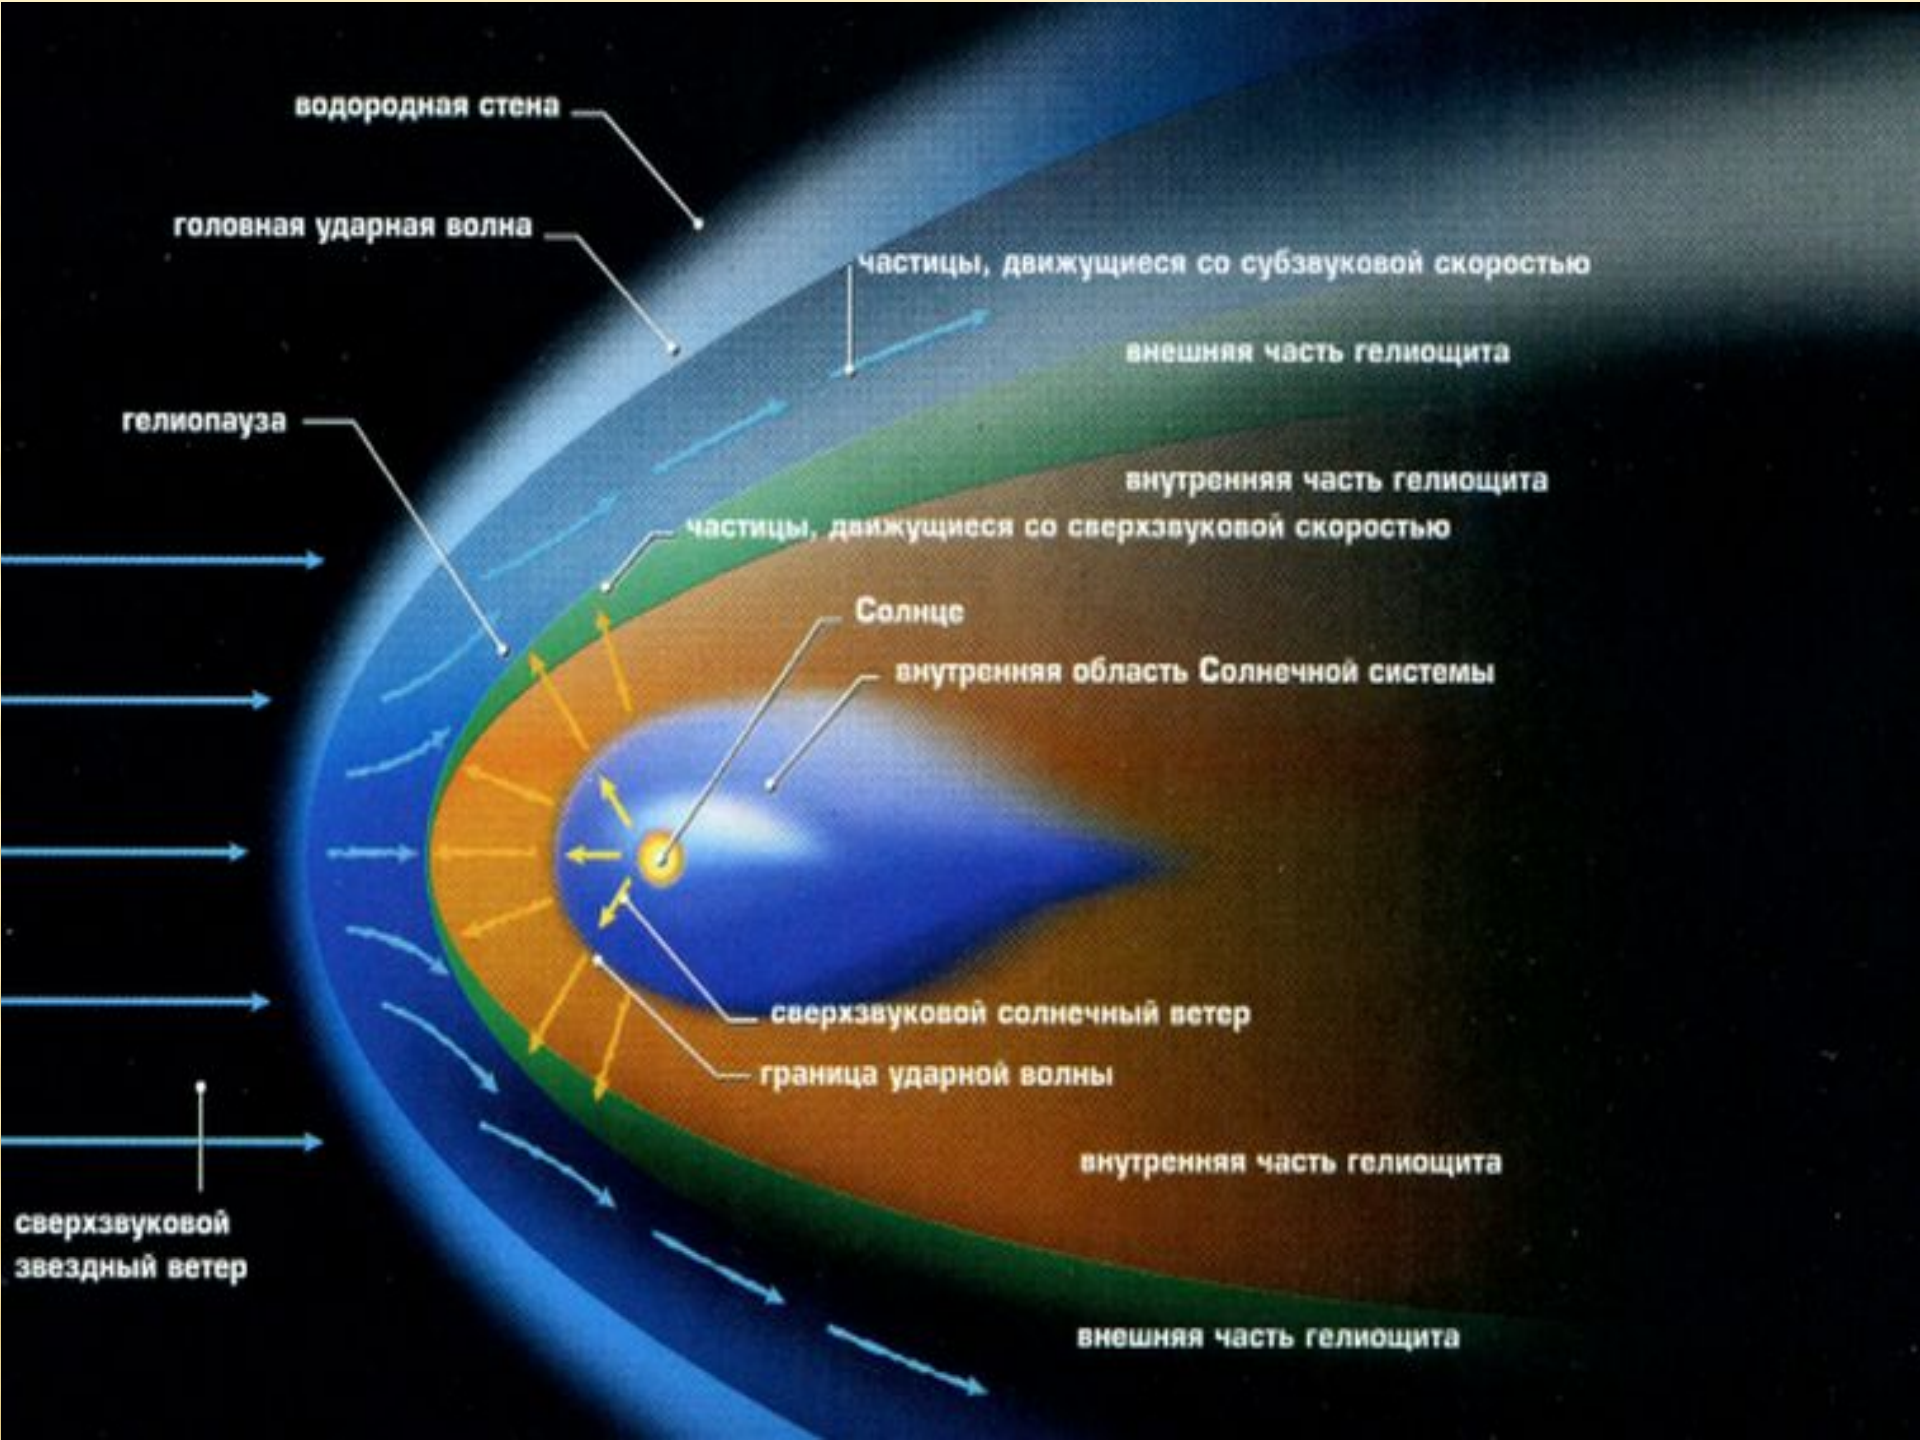 водородная стена
головная ударная волна
частицы, движущиеся со субзвуковой скоростью
внешняя часть гелиощита
гелиопауза
внутренняя часть гелиощита
частицы, движущиеся со сверхзвуковой скоростью
Солнце
внутренняя область Солнечной системы
сверхзвуковой солнечный ветер
граница ударной волны
внутренняя часть гелиощита
сверхзвуковой
звездный ветер
внешняя часть гелиощита